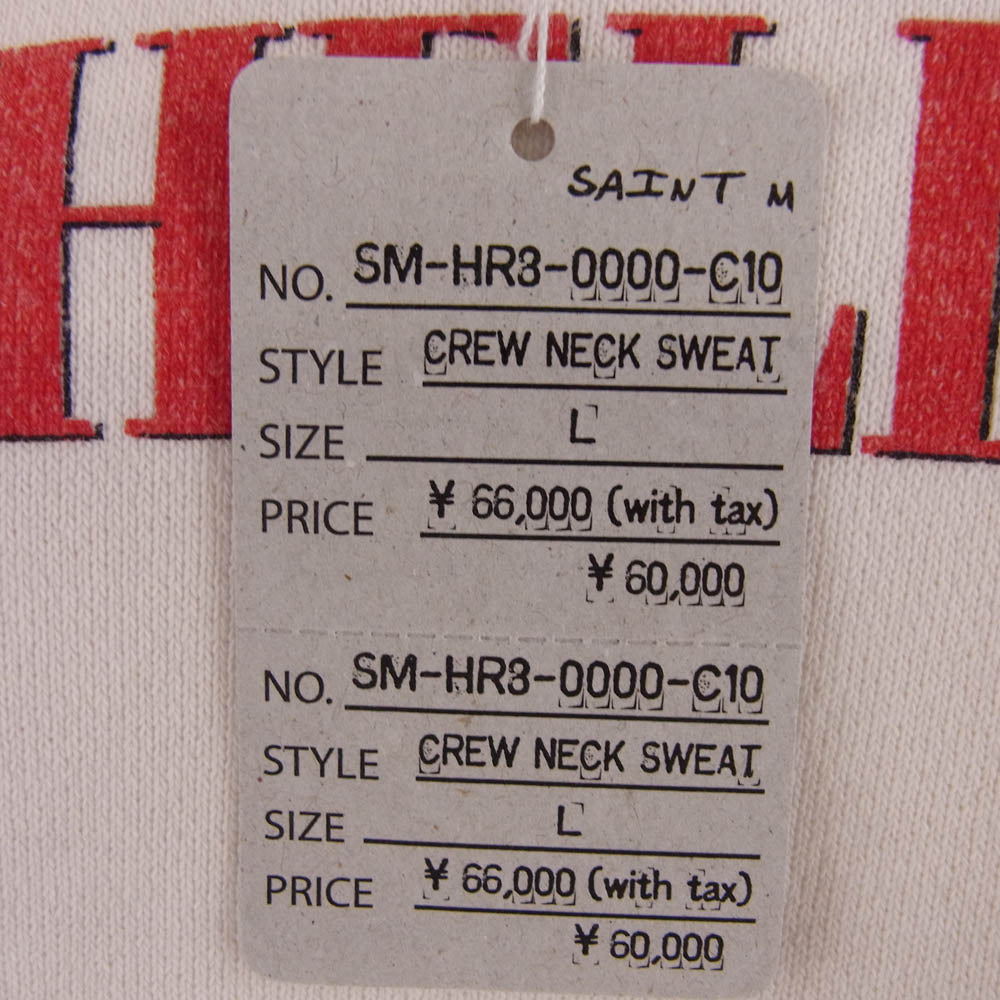 HELL
SAINT M
NO. SM-HR3-0000-C10
STYLE CREW NECK SWEAT
SIZE L
PRICE ¥ 66,000 (with tax)
¥ 60,000
NO. SM-HR3-0000-C10
STYLE CREW NECK SWEAT
SIZE L
PRICE ¥ 66,000 (with tax)
¥ 60,000